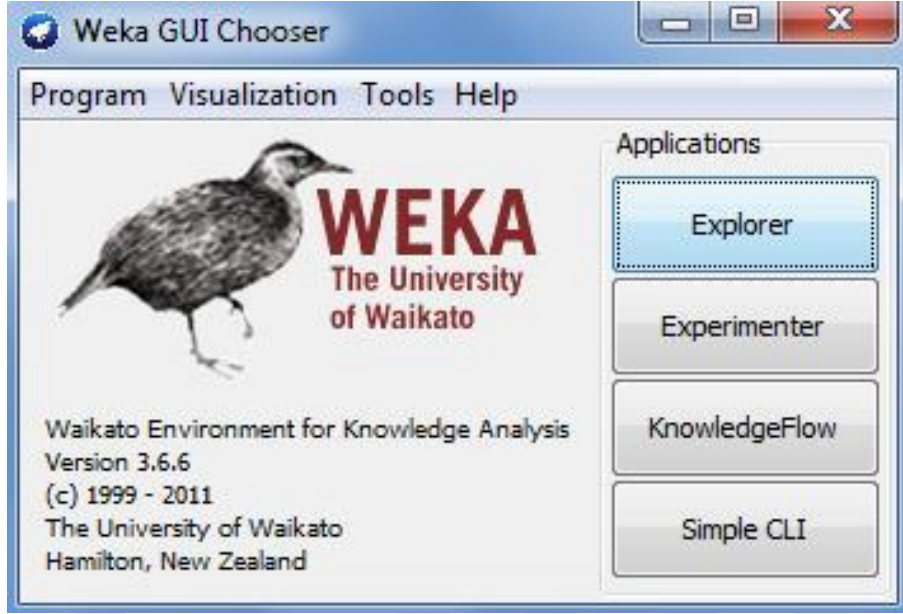 Weka GUI Chooser
Program Visualization Tools Help
WEKA
The University
of Waikato
Waikato Environment for Knowledge Analysis
Version 3.6.6
(c) 1999 - 2011
The University of Waikato
Hamilton, New Zealand
Applications
Explorer
Experimenter
KnowledgeFlow
Simple CLI